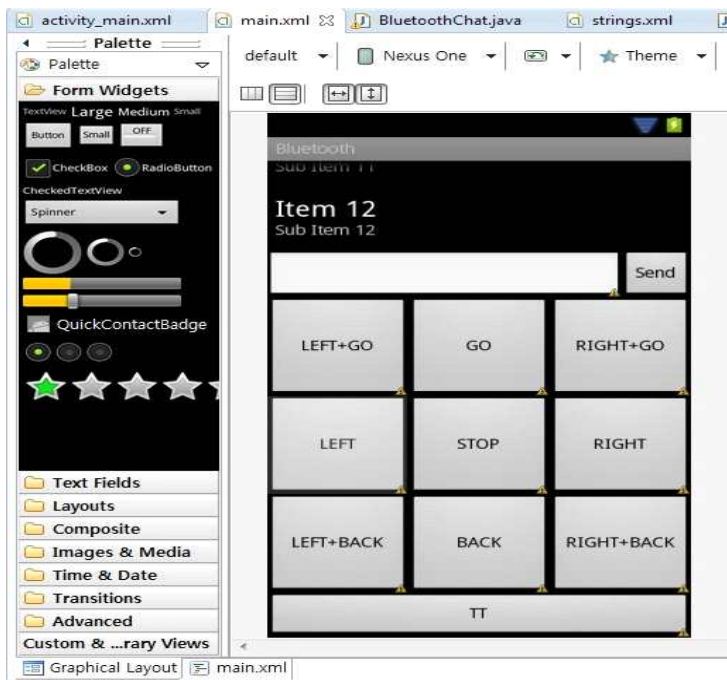 activity_main.xml
main.xml
BluetoothChat.java
strings.xml
Palette
Palette
default
Nexus One
Theme
Form Widgets
TextView Large Medium Small
Button
Small
OFF
CheckBox
RadioButton
CheckedTextView
Spinner
QuickContactBadge
Text Fields
Layouts
Composite
Images & Media
Time & Date
Transitions
Advanced
Custom & ...rary Views
Bluetooth
Sub Item 11
Item 12
Sub Item 12
Send
LEFT+GO
GO
RIGHT+GO
LEFT
STOP
RIGHT
LEFT+BACK
BACK
RIGHT+BACK
TT
Graphical Layout
main.xml